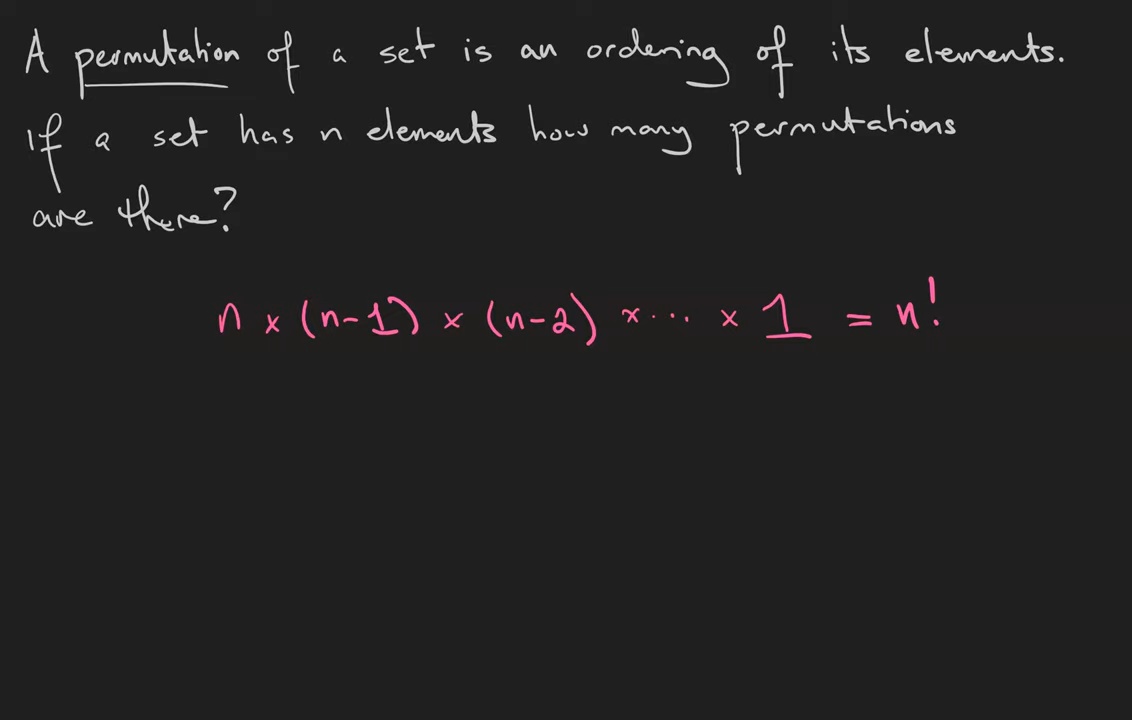 A permutation of a set is an ordering of its elements.
If a set has n elements how many permutations
are there?
n × (n-1) × (n-2) × ... × 1 = n!